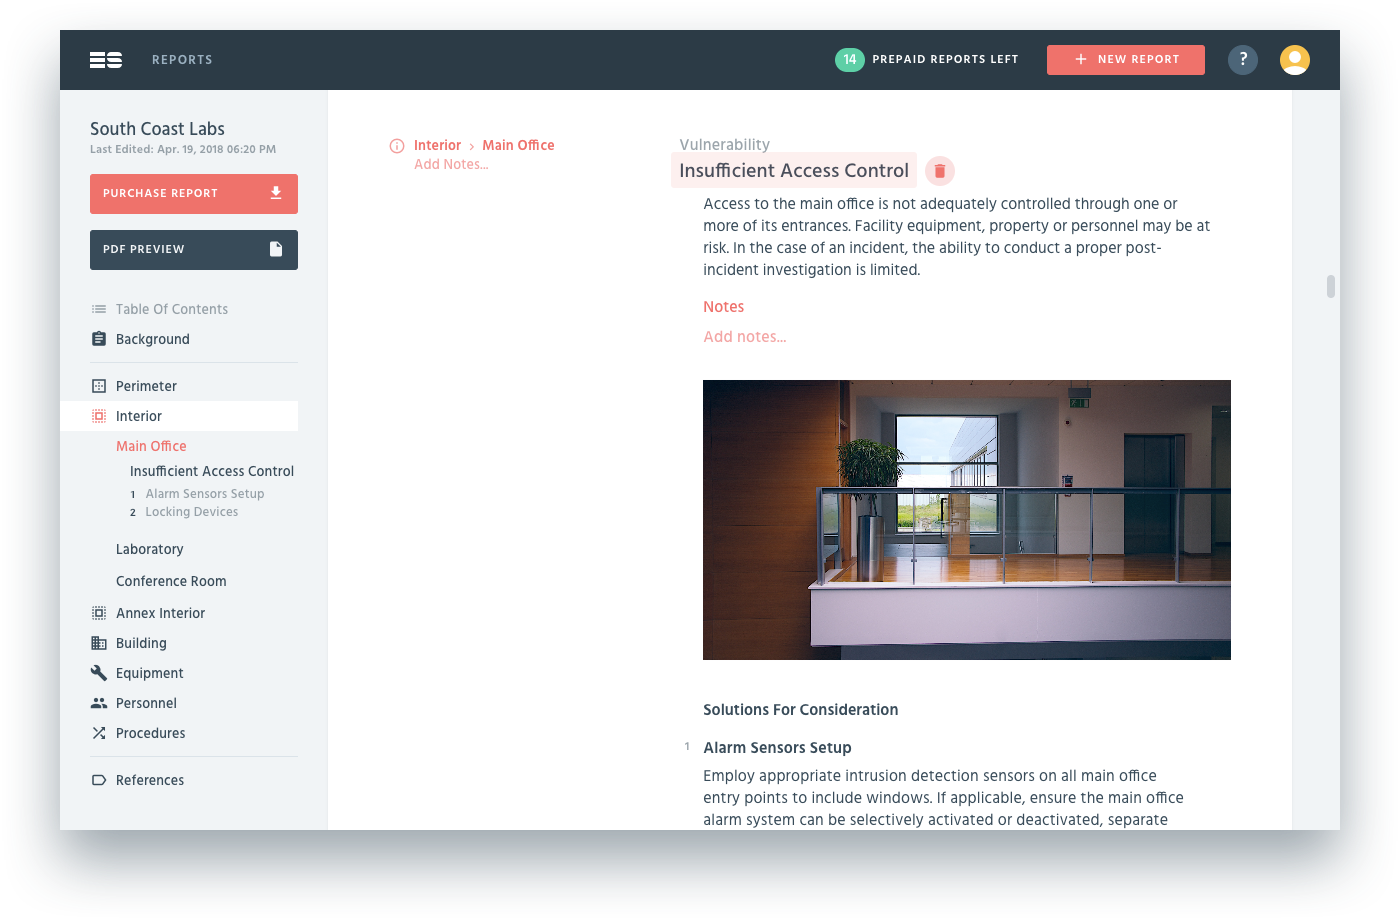 ES
REPORTS
14
PREPAID REPORTS LEFT
+ NEW REPORT
?
South Coast Labs
Last Edited: Apr. 19, 2018 06:20 PM
PURCHASE REPORT
PDF PREVIEW
Table Of Contents
Background
Perimeter
Interior
Main Office
Insufficient Access Control
1 Alarm Sensors Setup
2 Locking Devices
Laboratory
Conference Room
Annex Interior
Building
Equipment
Personnel
Procedures
References
Interior › Main Office
Add Notes...
Vulnerability
Insufficient Access Control
Access to the main office is not adequately controlled through one or
more of its entrances. Facility equipment, property or personnel may be at
risk. In the case of an incident, the ability to conduct a proper post-
incident investigation is limited.
Notes
Add notes...
Solutions For Consideration
1 Alarm Sensors Setup
Employ appropriate intrusion detection sensors on all main office
entry points to include windows. If applicable, ensure the main office
alarm system can be selectively activated or deactivated, separate